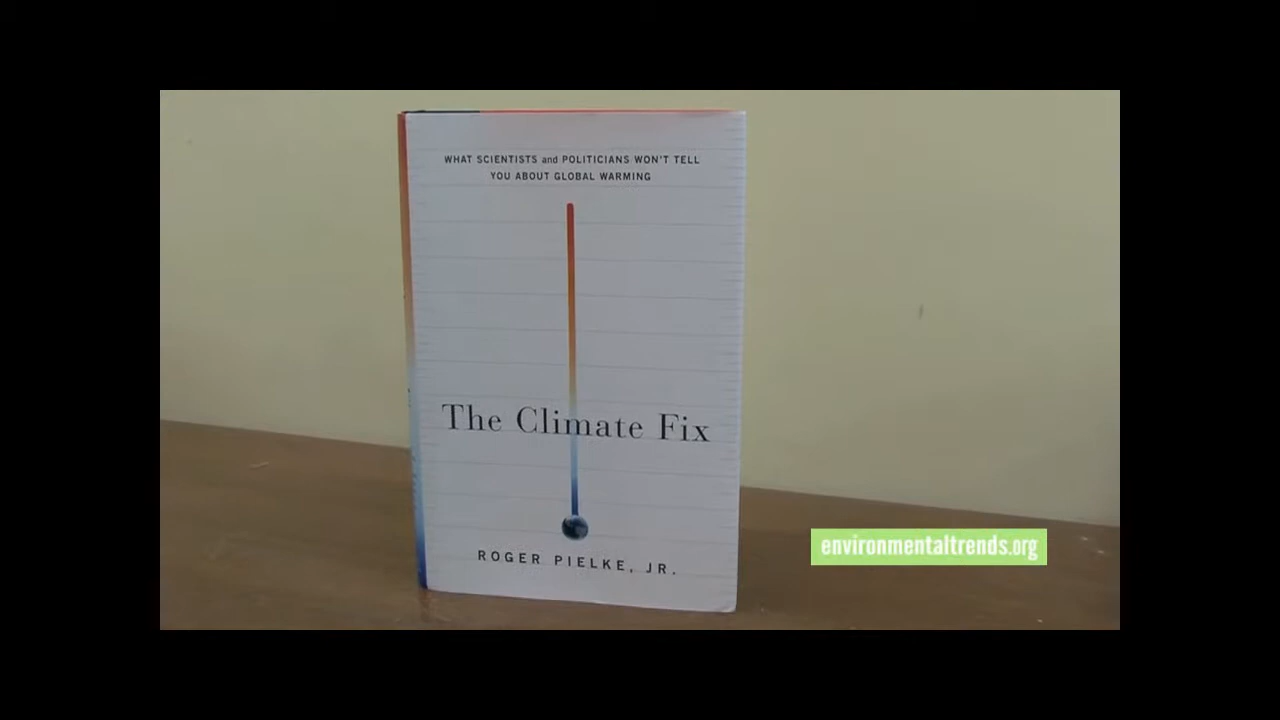 WHAT SCIENTISTS and POLITICIANS WON'T TELL
YOU ABOUT GLOBAL WARMING
The Climate Fix
ROGER PIELKE, JR.
environmentaltrends.org